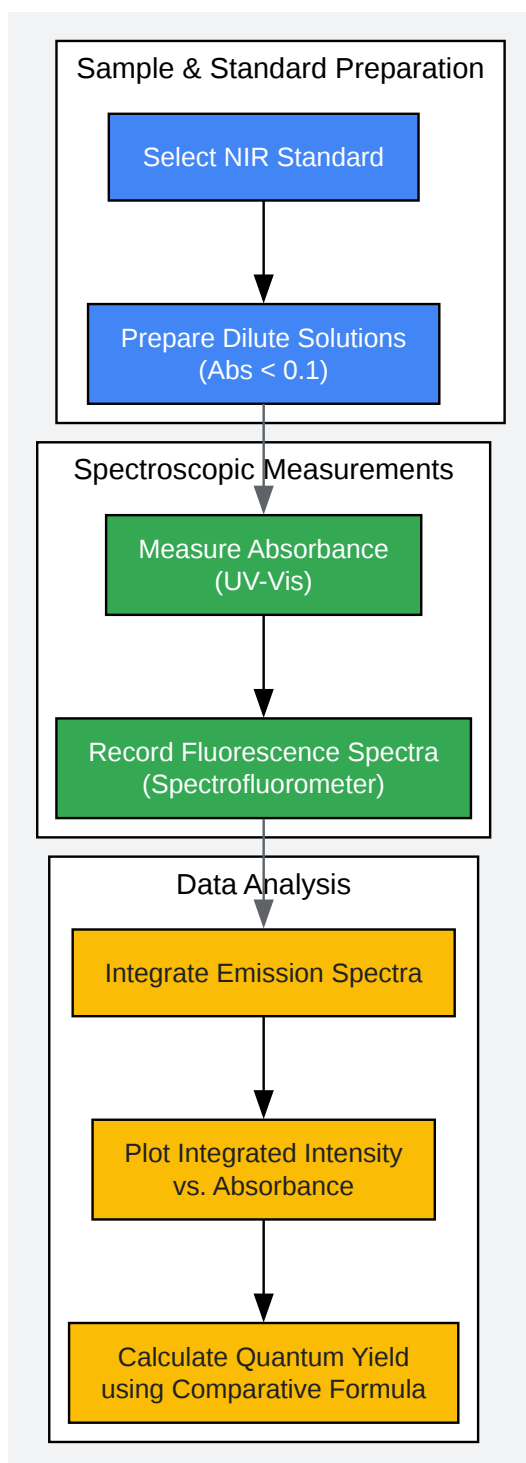 Sample & Standard Preparation
Select NIR Standard
Prepare Dilute Solutions
(Abs < 0.1)
Spectroscopic Measurements
Measure Absorbance
(UV-Vis)
Record Fluorescence Spectra
(Spectrofluorometer)
Data Analysis
Integrate Emission Spectra
Plot Integrated Intensity
vs. Absorbance
Calculate Quantum Yield
using Comparative Formula